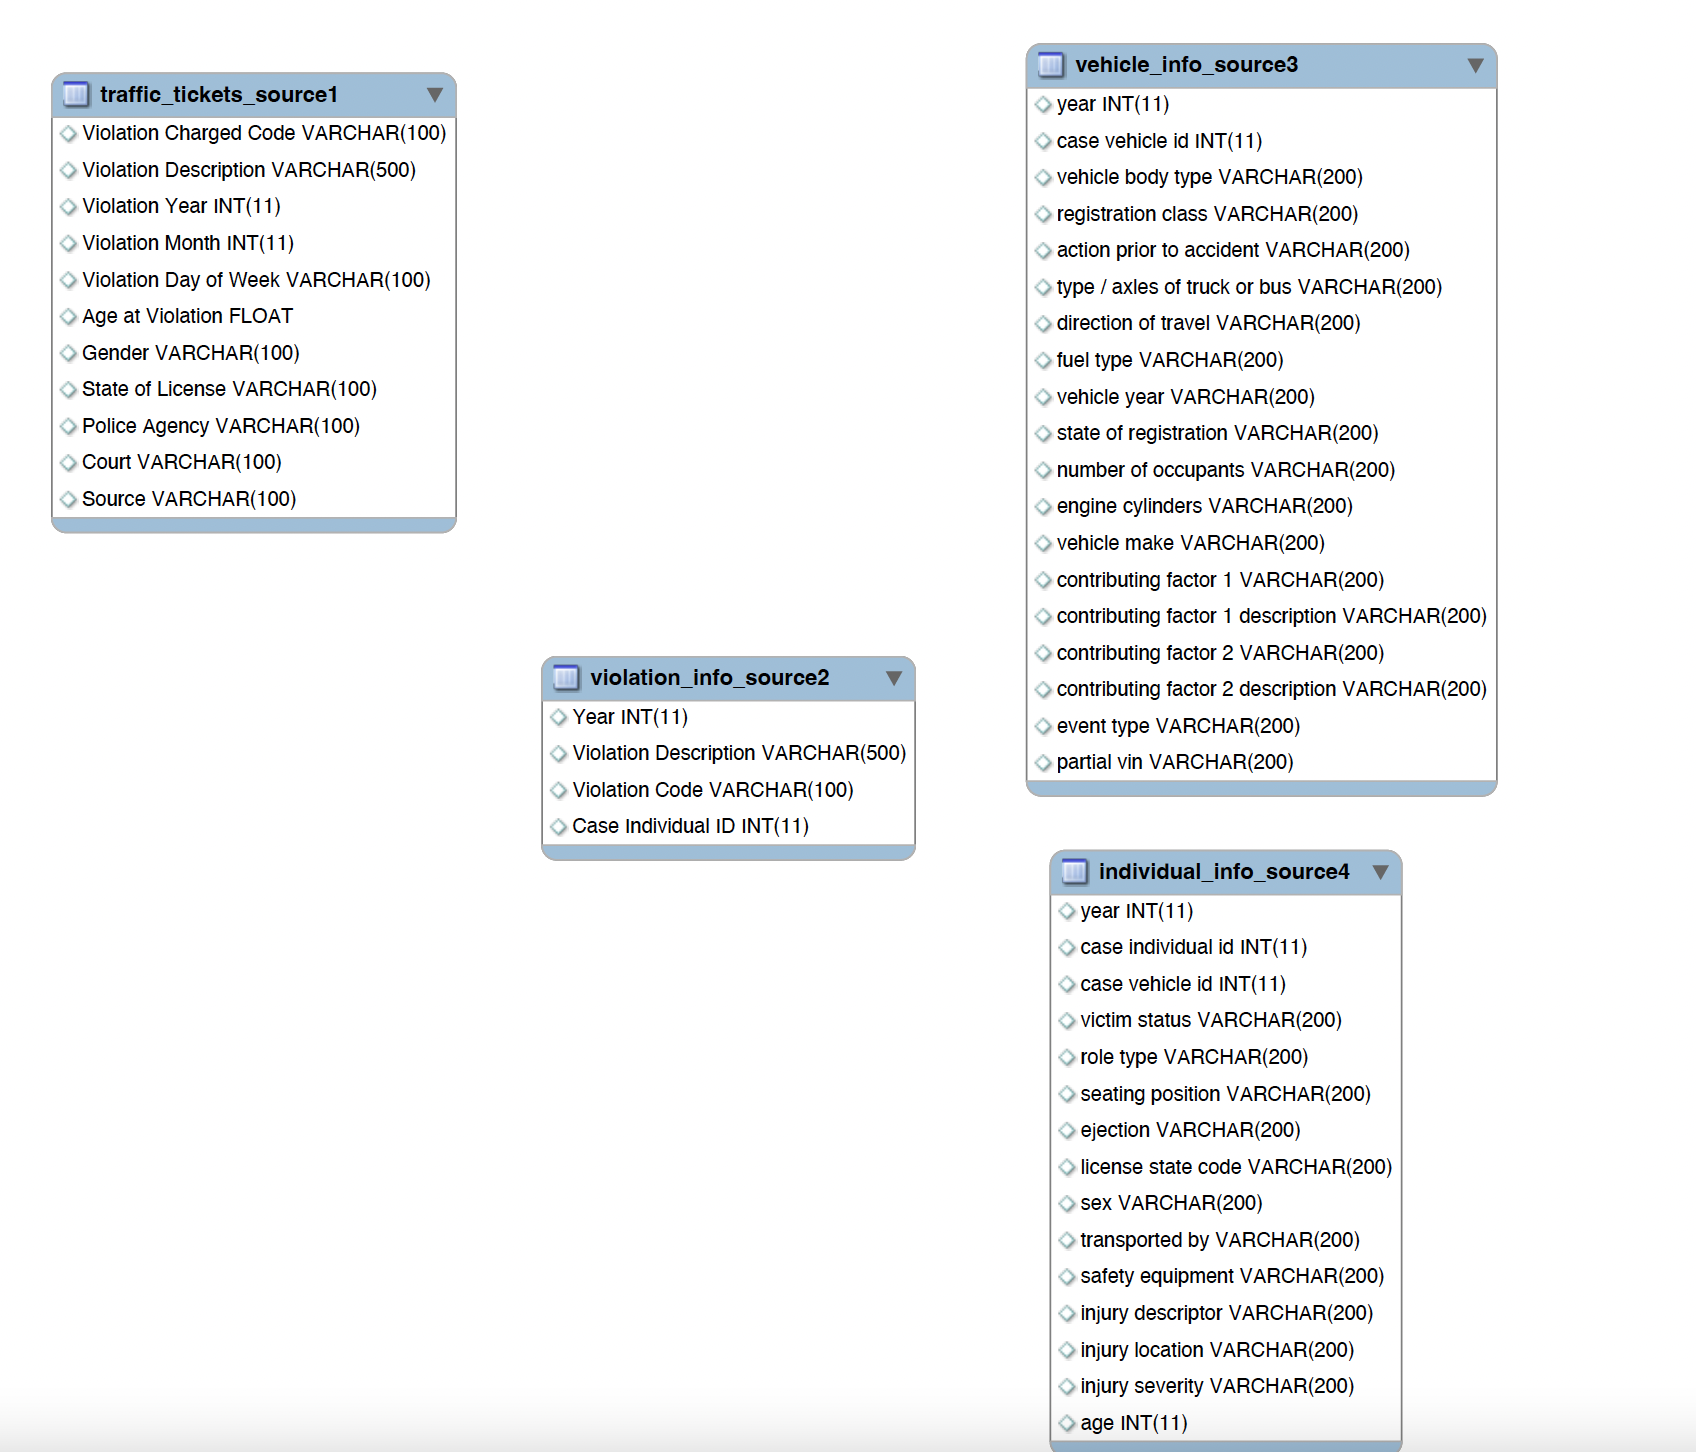 traffic_tickets_source1
Violation Charged Code VARCHAR(100)
Violation Description VARCHAR(500)
Violation Year INT(11)
Violation Month INT(11)
Violation Day of Week VARCHAR(100)
Age at Violation FLOAT
Gender VARCHAR(100)
State of License VARCHAR(100)
Police Agency VARCHAR(100)
Court VARCHAR(100)
Source VARCHAR(100)
violation_info_source2
Year INT(11)
Violation Description VARCHAR(500)
Violation Code VARCHAR(100)
Case Individual ID INT(11)
vehicle_info_source3
year INT(11)
case vehicle id INT(11)
vehicle body type VARCHAR(200)
registration class VARCHAR(200)
action prior to accident VARCHAR(200)
type / axles of truck or bus VARCHAR(200)
direction of travel VARCHAR(200)
fuel type VARCHAR(200)
vehicle year VARCHAR(200)
state of registration VARCHAR(200)
number of occupants VARCHAR(200)
engine cylinders VARCHAR(200)
vehicle make VARCHAR(200)
contributing factor 1 VARCHAR(200)
contributing factor 1 description VARCHAR(200)
contributing factor 2 VARCHAR(200)
contributing factor 2 description VARCHAR(200)
event type VARCHAR(200)
partial vin VARCHAR(200)
individual_info_source4
year INT(11)
case individual id INT(11)
case vehicle id INT(11)
victim status VARCHAR(200)
role type VARCHAR(200)
seating position VARCHAR(200)
ejection VARCHAR(200)
license state code VARCHAR(200)
sex VARCHAR(200)
transported by VARCHAR(200)
safety equipment VARCHAR(200)
injury descriptor VARCHAR(200)
injury location VARCHAR(200)
injury severity VARCHAR(200)
age INT(11)